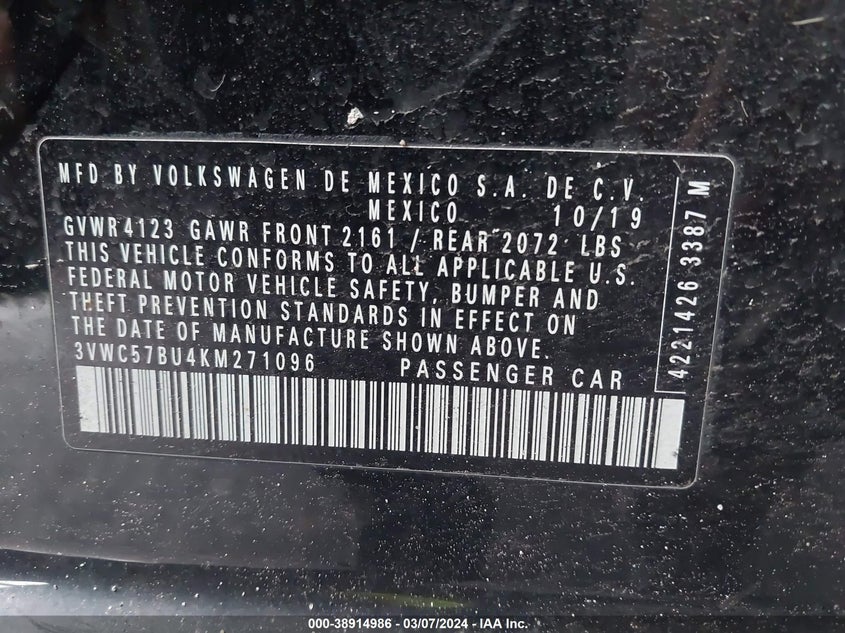 MFD BY VOLKSWAGEN DE MEXICO S.A. DE C.V.
MEXICO 10/19
GVWR 4123 GAWR FRONT 2161 / REAR 2072 LBS
THIS VEHICLE CONFORMS TO ALL APPLICABLE U.S.
FEDERAL MOTOR VEHICLE SAFETY, BUMPER AND
THEFT PREVENTION STANDARDS IN EFFECT ON
THE DATE OF MANUFACTURE SHOWN ABOVE.
3VWC57BU4KM271096 PASSENGER CAR
4221426 3387 M
000-38914986 - 03/07/2024 - IAA Inc.